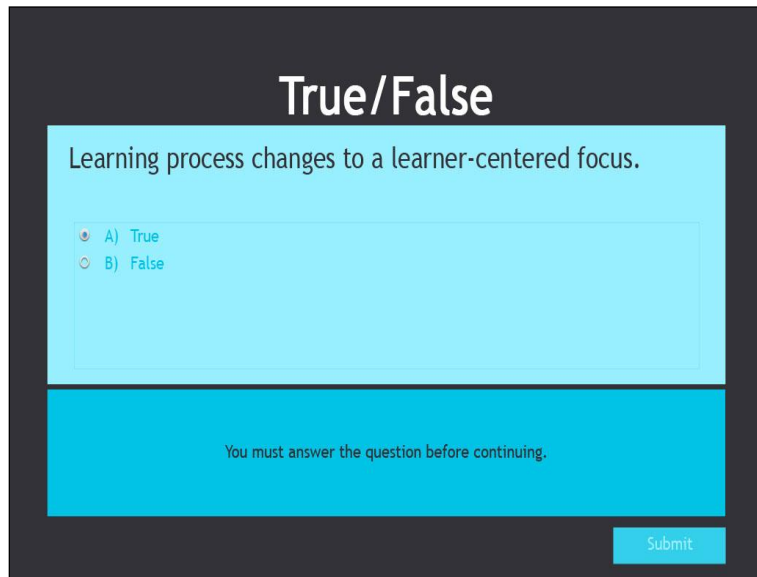 True/False
Learning process changes to a learner-centered focus.
A) True
B) False
You must answer the question before continuing.
Submit